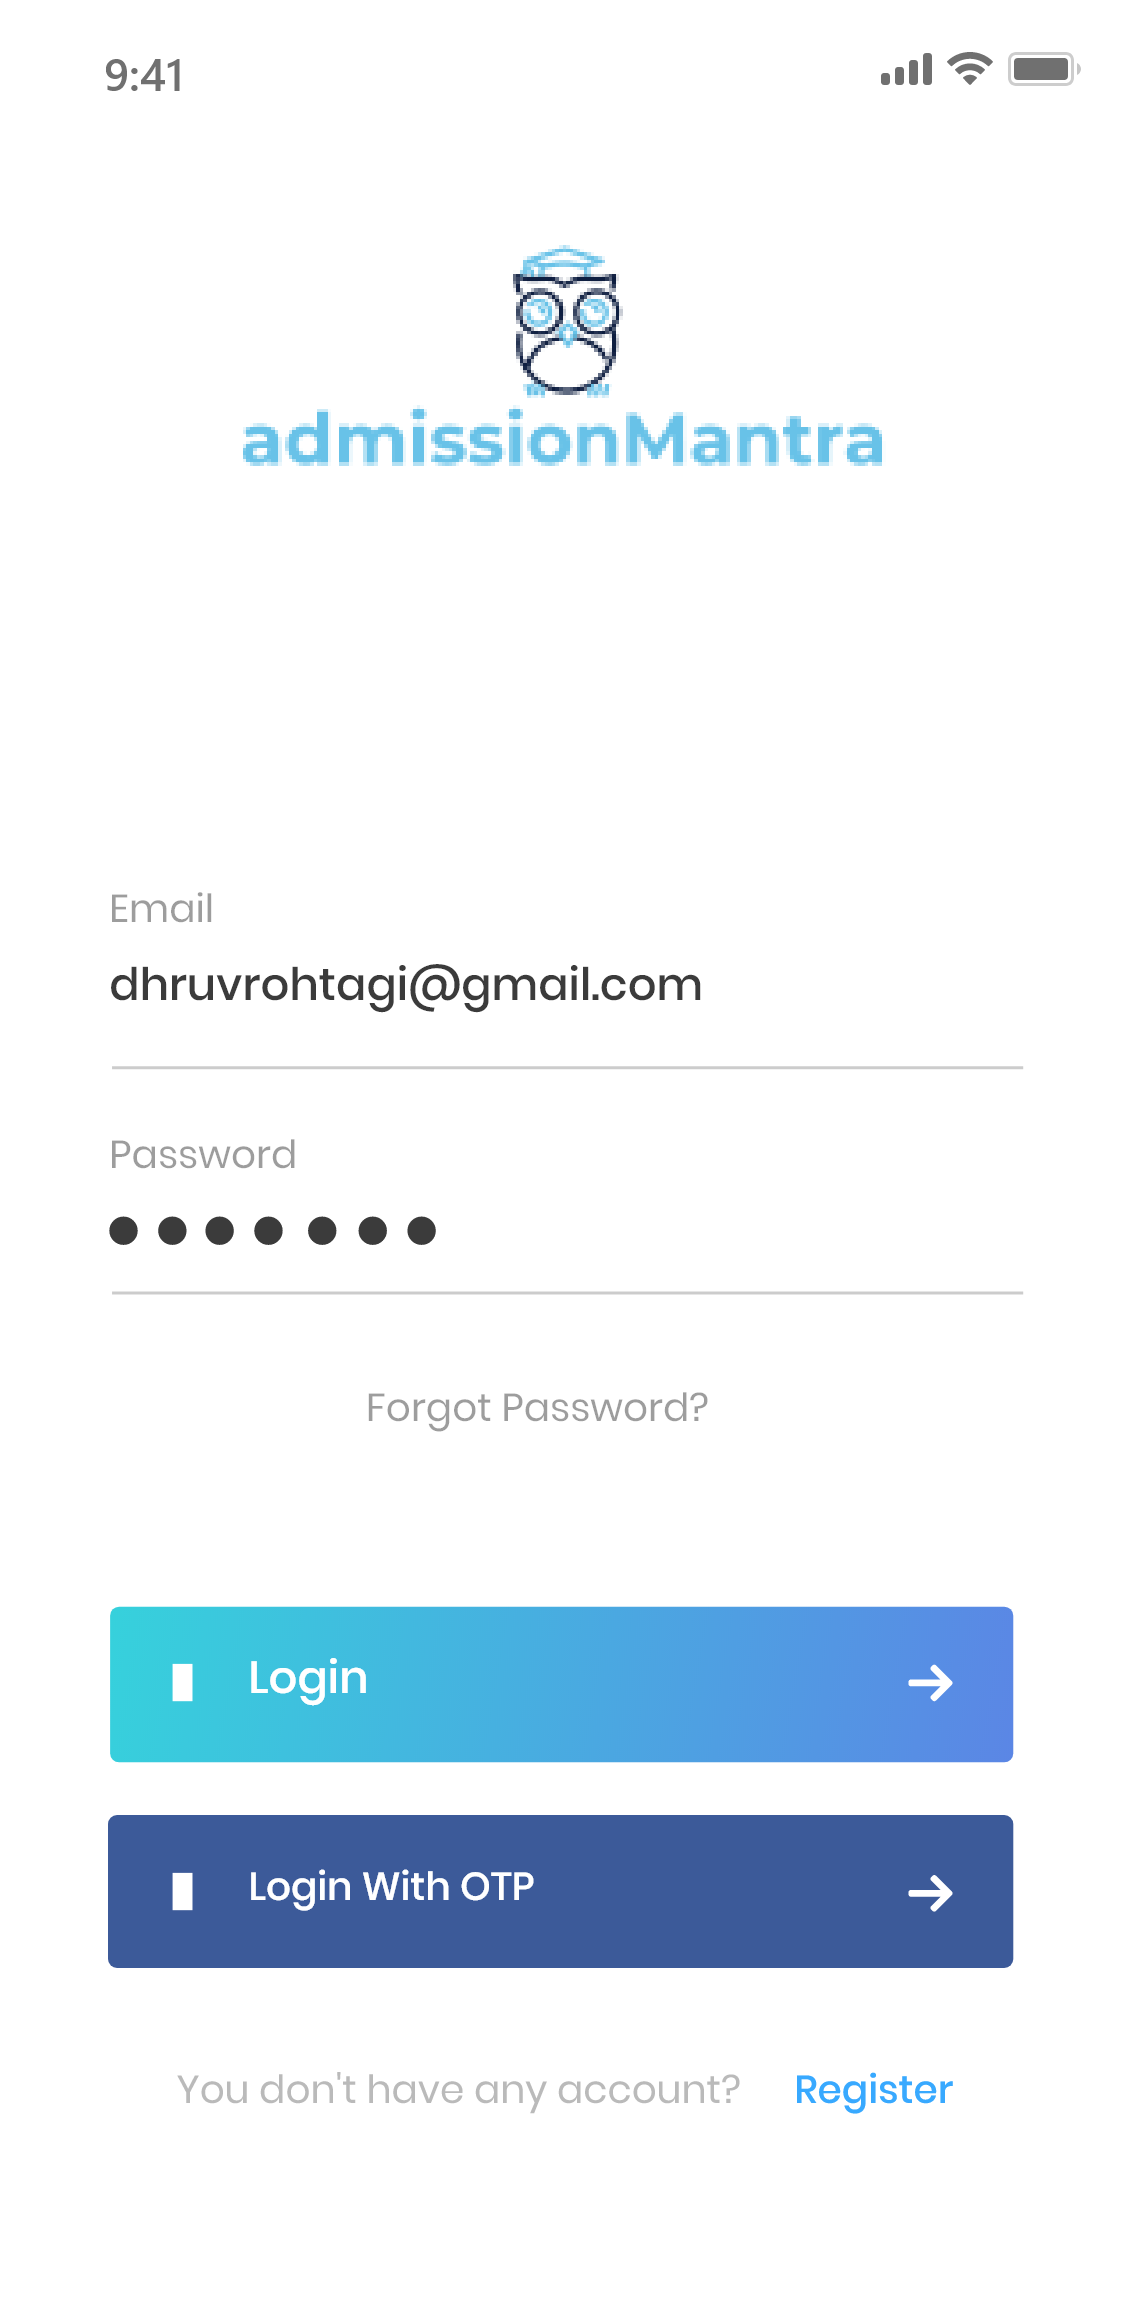 9:41
admissionMantra
Email
dhruvrohtagi@gmail.com
Password
Forgot Password?
Login
Login With OTP
You don't have any account? Register